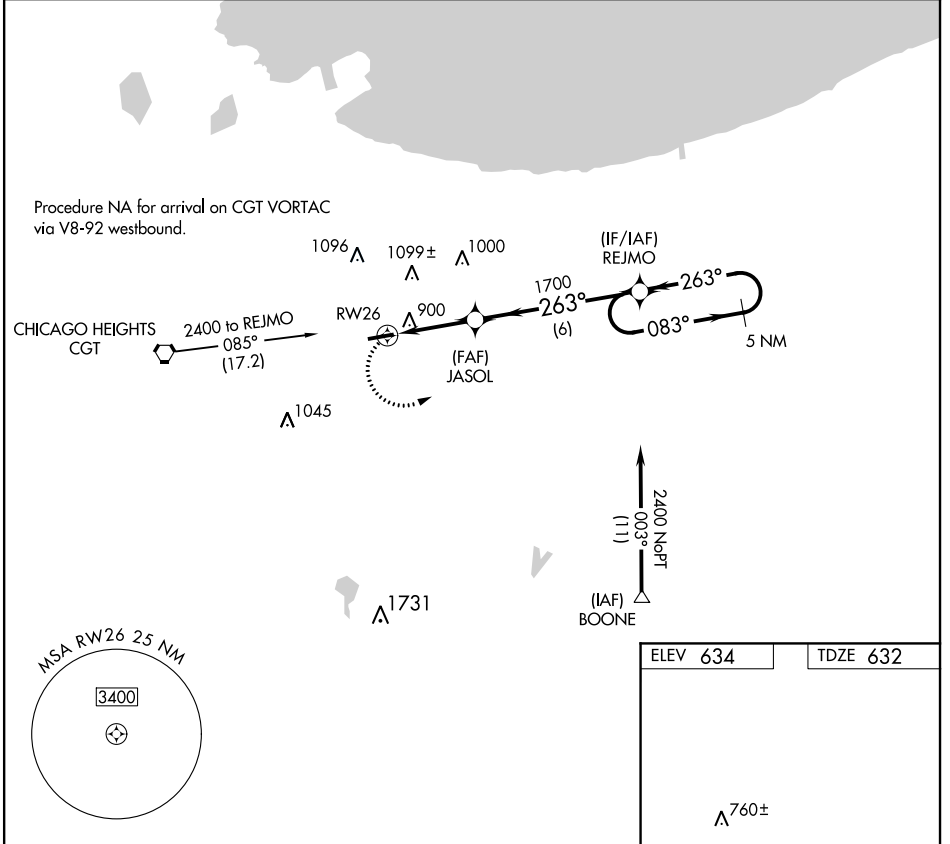 Procedure NA for arrival on CGT VORTAC
via V8-92 westbound.
1096
1099±
1000
(IF/IAF)
REJMO
1700
263°
(6)
263°
083°
5 NM
RW26
900
CHICAGO HEIGHTS
CGT
2400 to REJMO
085°
(17.2)
(FAF)
JASOL
1045
2400 NoPT
003°
(11)
(IAF)
BOONE
1731
MSA RW26 25 NM
3400
ELEV 634
TDZE 632
760±